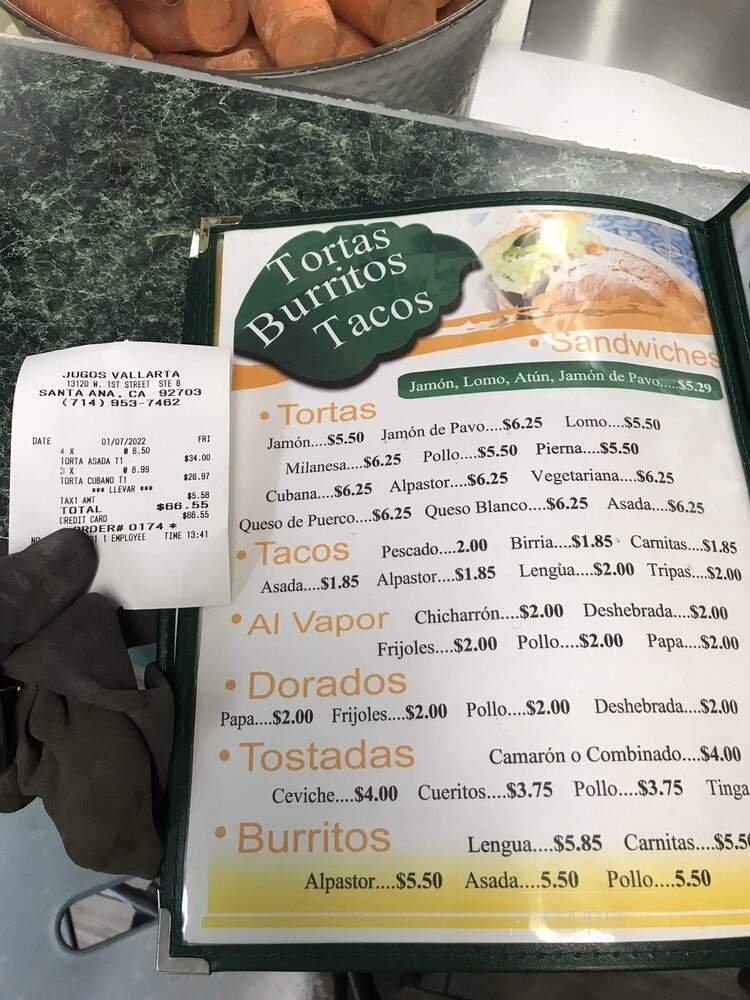 JUGOS VALLARTA
13120 W. 1ST STREET STE 8
SANTA ANA, CA 92703
(714) 953-7462
DATE 01/07/2022 FRI
4 X @ 8.50
TORTA ASADA T1 $34.00
3 X @ 8.99
TORTA CUBANO T1 $26.97
*** LLEVAR ***
TAX1 AMT $5.58
TOTAL $66.55
CREDIT CARD $66.55
ORDER# 0174 *
1 EMPLOYEE TIME 13:41
Tortas
Burritos
Tacos
• Sandwiches
Jamón, Lomo, Atún, Jamón de Pavo.....$5.29
• Tortas
Jamón....$5.50 Jamón de Pavo....$6.25 Lomo....$5.50
Milanesa....$6.25 Pollo....$5.50 Pierna....$5.50
Cubana....$6.25 Alpastor....$6.25 Vegetariana....$6.25
Queso de Puerco....$6.25 Queso Blanco....$6.25 Asada....$6.25
• Tacos Pescado....2.00 Birria....$1.85 Carnitas....$1.85
Asada....$1.85 Alpastor....$1.85 Lengua....$2.00 Tripas....$2.00
• Al Vapor Chicharrón....$2.00 Deshebrada....$2.00
Frijoles....$2.00 Pollo....$2.00 Papa....$2.00
• Dorados
Papa....$2.00 Frijoles....$2.00 Pollo....$2.00 Deshebrada....$2.00
• Tostadas Camarón o Combinado....$4.00
Ceviche....$4.00 Cueritos....$3.75 Pollo....$3.75 Tinga
• Burritos Lengua....$5.85 Carnitas....$5.50
Alpastor....$5.50 Asada....5.50 Pollo....5.50